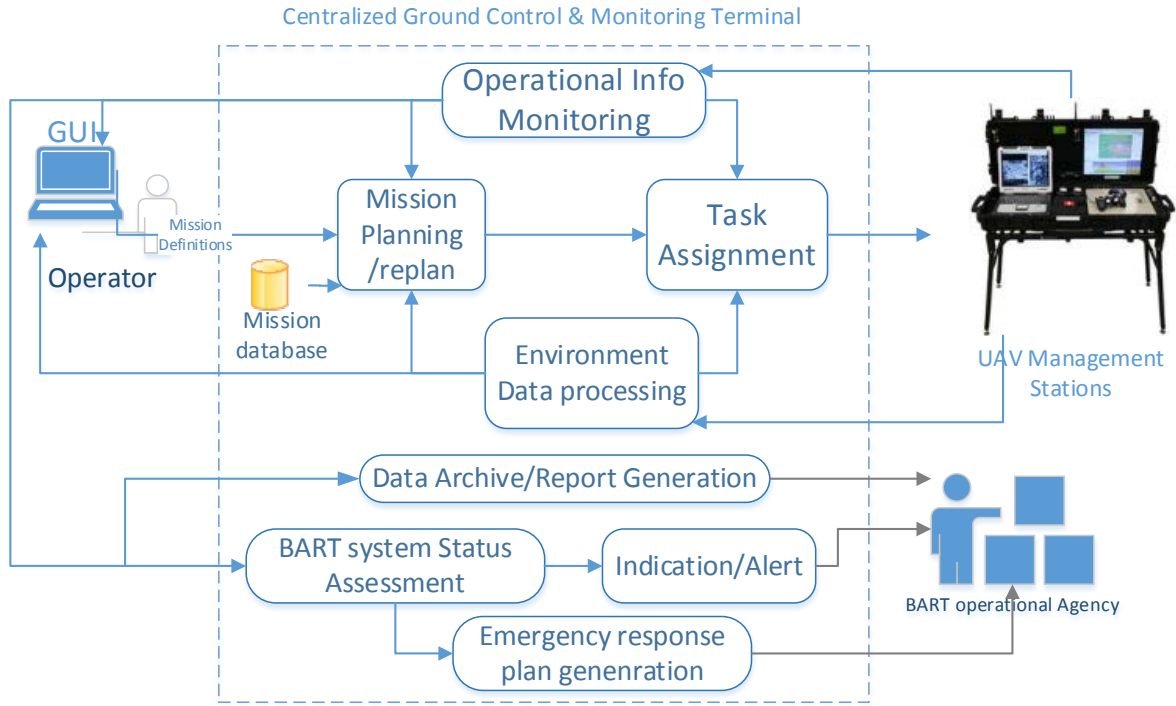 Centralized Ground Control & Monitoring Terminal
Operational Info
Monitoring
GUI
Mission
Definitions
Operator
Mission
Planning
/replan
Task
Assignment
Mission
database
Environment
Data processing
UAV Management
Stations
Data Archive/Report Generation
BART system Status
Assessment
Indication/Alert
BART operational Agency
Emergency response
plan genenration